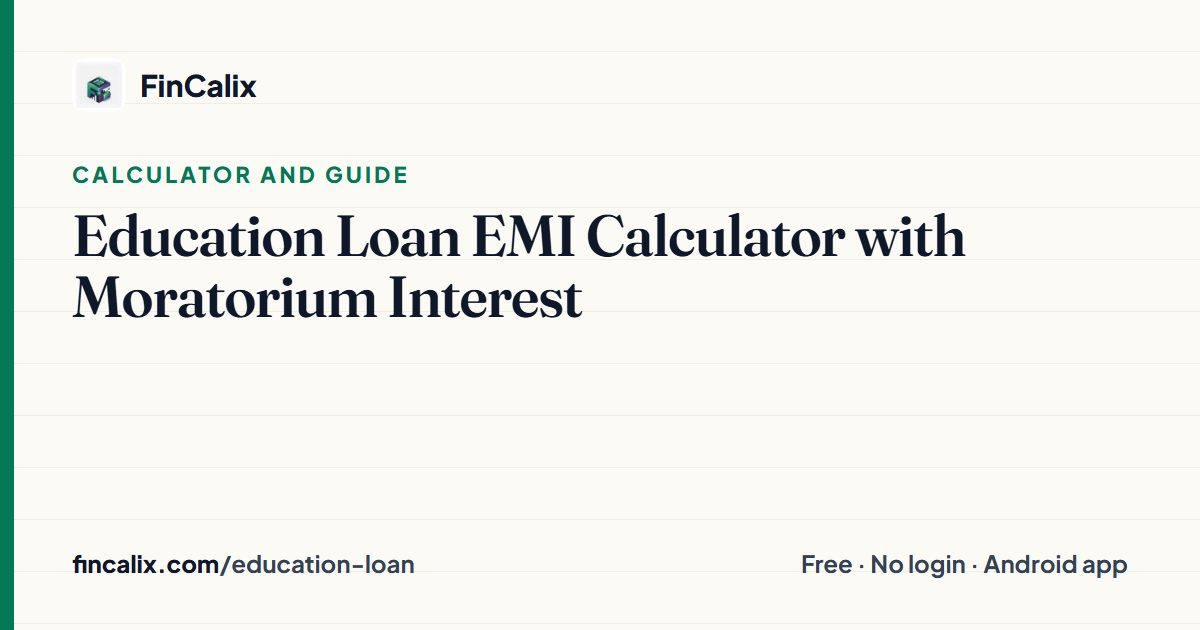 FinCalix
CALCULATOR AND GUIDE
Education Loan EMI Calculator with
Moratorium Interest
fincalix.com/education-loan
Free · No login · Android app